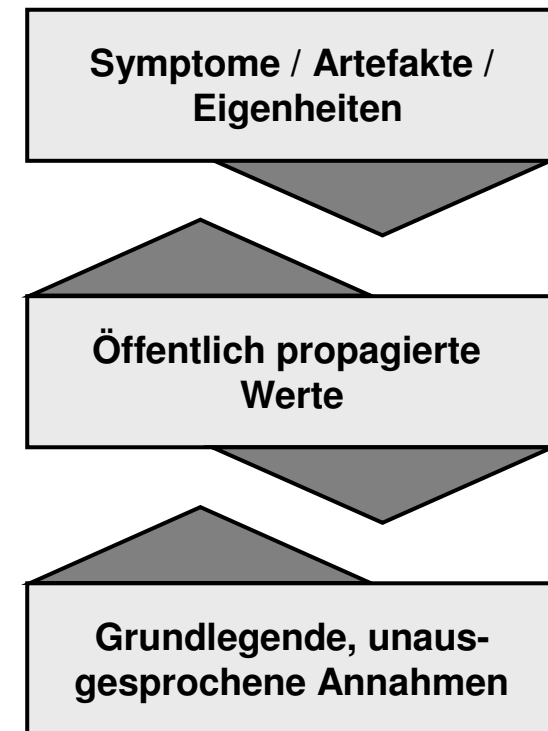 Symptome / Artefakte /
Eigenheiten
Öffentlich propagierte
Werte
Grundlegende, unaus-
gesprochene Annahmen